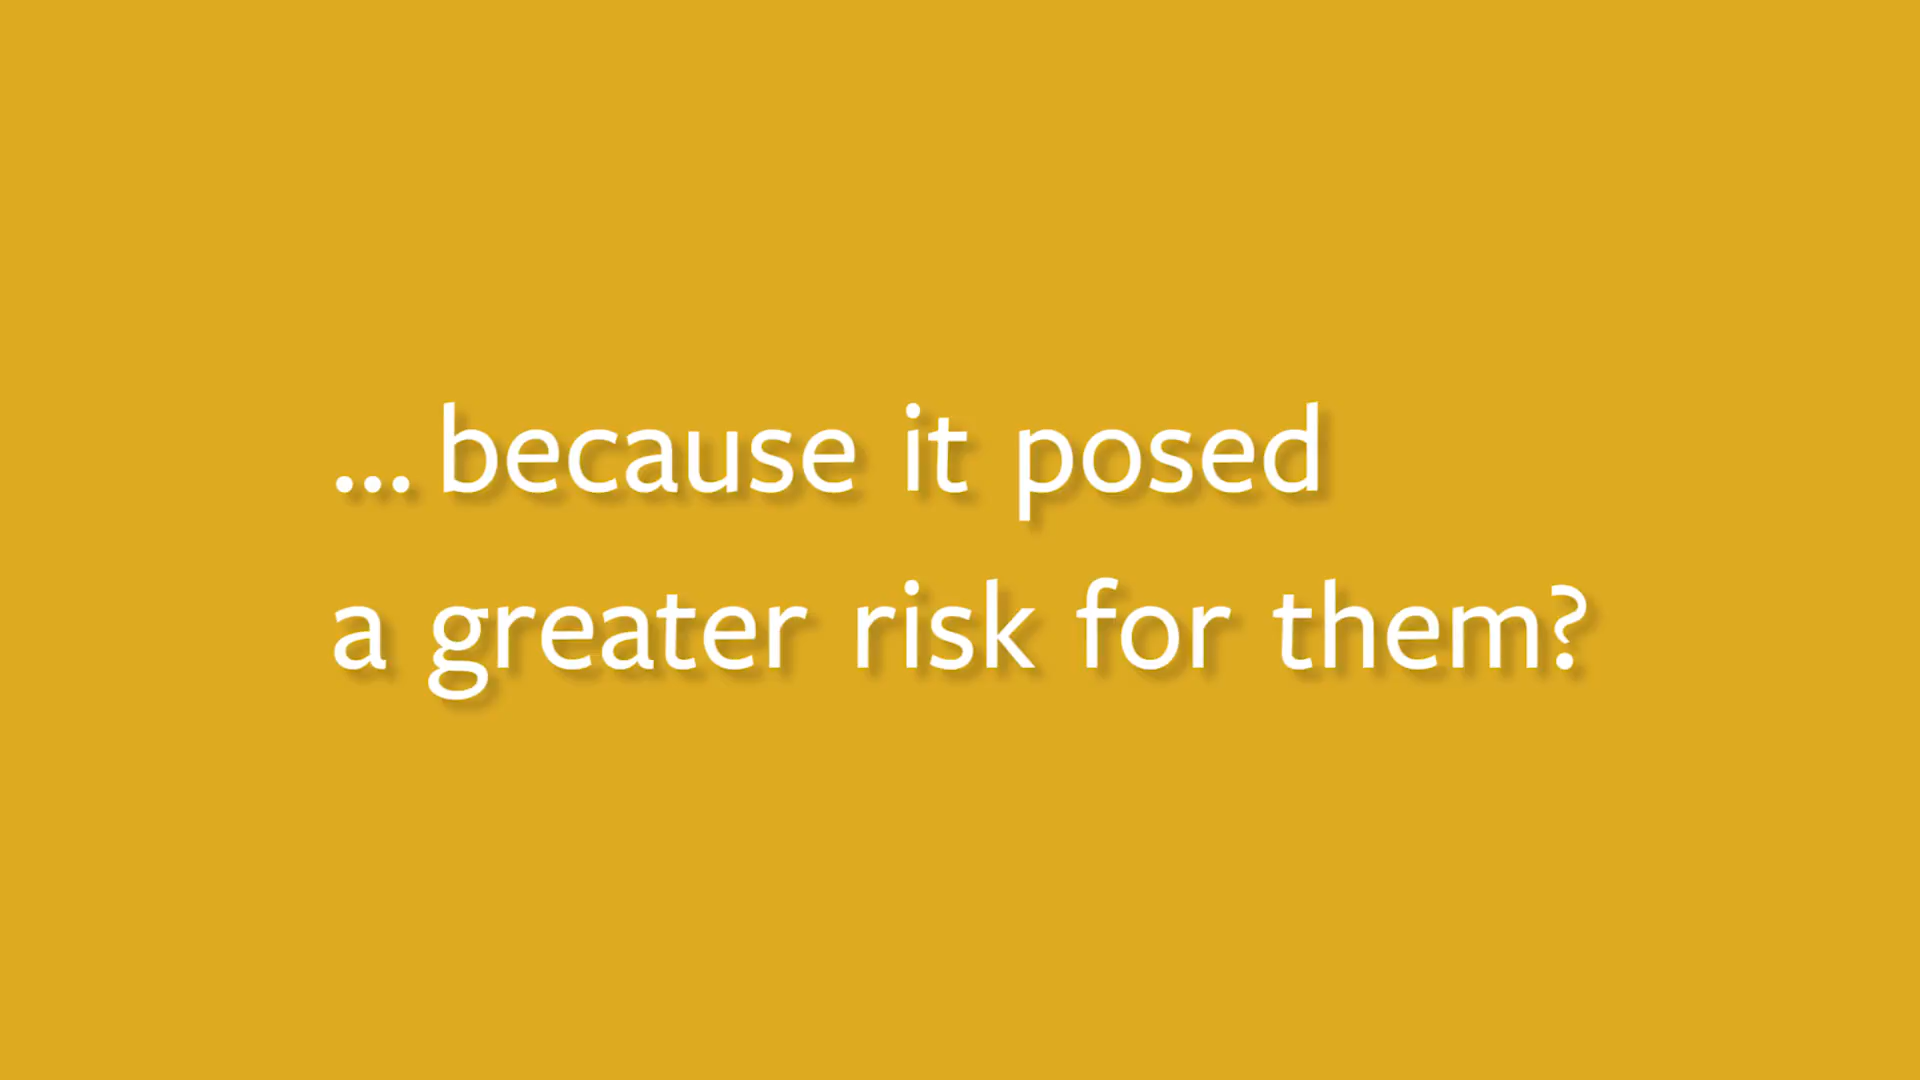 ... because it posed
a greater risk for them?